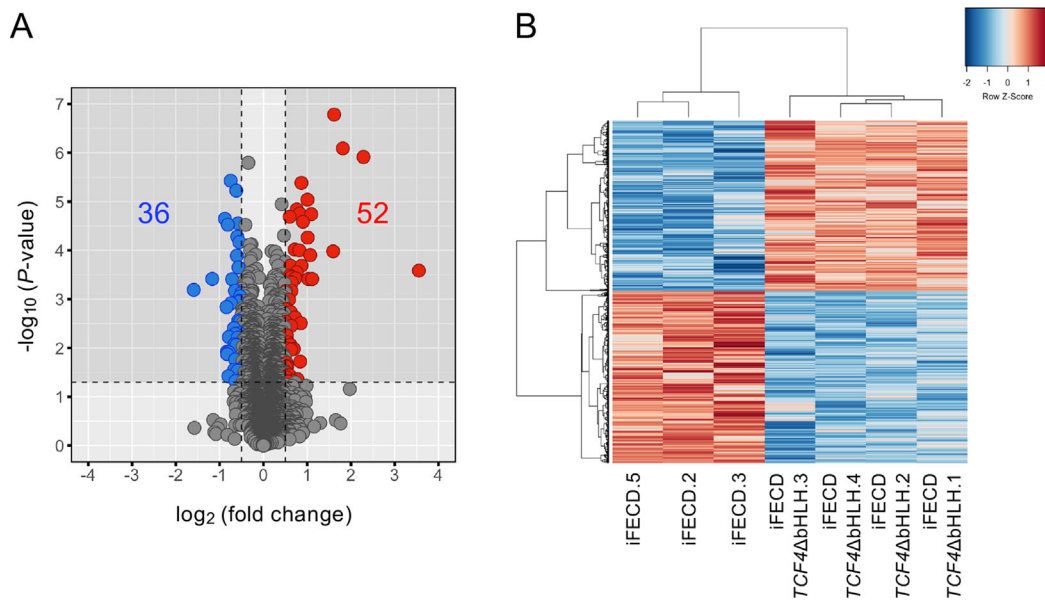 A
B
-2 -1 0 1
Row Z-Score
7
6
5
4
3
2
1
0
36
52
-log10 (P-value)
-4 -3 -2 -1 0 1 2 3 4
log2 (fold change)
iFECD.5
iFECD.2
iFECD.3
iFECD
TCF4ΔbHLH.3
iFECD
TCF4ΔbHLH.4
iFECD
TCF4ΔbHLH.2
iFECD
TCF4ΔbHLH.1